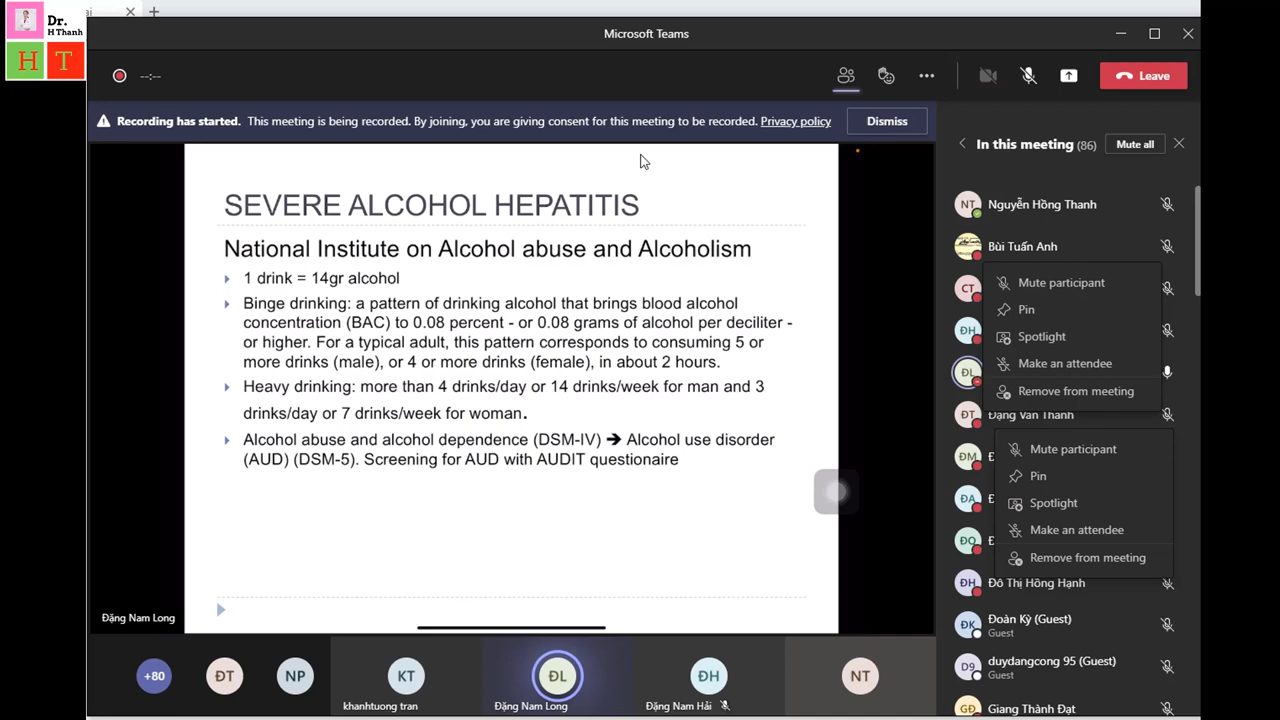 Dr.
H Thanh
H T
ai
Microsoft Teams
--:--
Leave
Recording has started. This meeting is being recorded. By joining, you are giving consent for this meeting to be recorded. Privacy policy
Dismiss
SEVERE ALCOHOL HEPATITIS
National Institute on Alcohol abuse and Alcoholism
1 drink = 14gr alcohol
Binge drinking: a pattern of drinking alcohol that brings blood alcohol
concentration (BAC) to 0.08 percent - or 0.08 grams of alcohol per deciliter -
or higher. For a typical adult, this pattern corresponds to consuming 5 or
more drinks (male), or 4 or more drinks (female), in about 2 hours.
Heavy drinking: more than 4 drinks/day or 14 drinks/week for man and 3
drinks/day or 7 drinks/week for woman.
Alcohol abuse and alcohol dependence (DSM-IV) ➔ Alcohol use disorder
(AUD) (DSM-5). Screening for AUD with AUDIT questionaire
Đặng Nam Long
+80
ĐT
NP
KT
khanhtuong tran
ĐL
Đặng Nam Long
ĐH
Đặng Nam Hải
NT
In this meeting (86)
Mute all
NT Nguyễn Hồng Thanh
Bùi Tuấn Anh
CT
Mute participant
Pin
ĐH
Spotlight
Make an attendee
ĐL
Remove from meeting
ĐT Đặng Văn Thành
Mute participant
ĐM
Pin
ĐA
Spotlight
Make an attendee
ĐQ
Remove from meeting
ĐH Đỗ Thị Hồng Hạnh
ĐK Đoàn Kỳ (Guest)
Guest
D9 duydangcong 95 (Guest)
Guest
GĐ Giang Thành Đạt